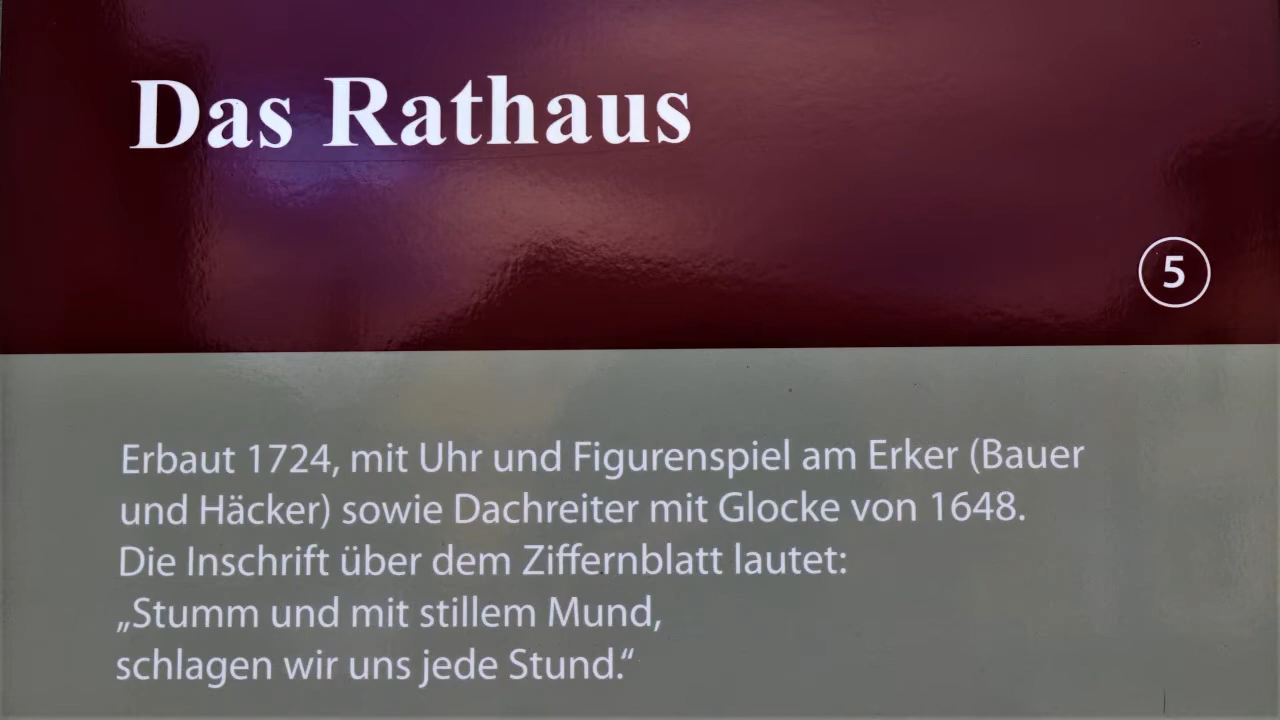 Das Rathaus
5
Erbaut 1724, mit Uhr und Figurenspiel am Erker (Bauer
und Häcker) sowie Dachreiter mit Glocke von 1648.
Die Inschrift über dem Ziffernblatt lautet:
„Stumm und mit stillem Mund,
schlagen wir uns jede Stund.“